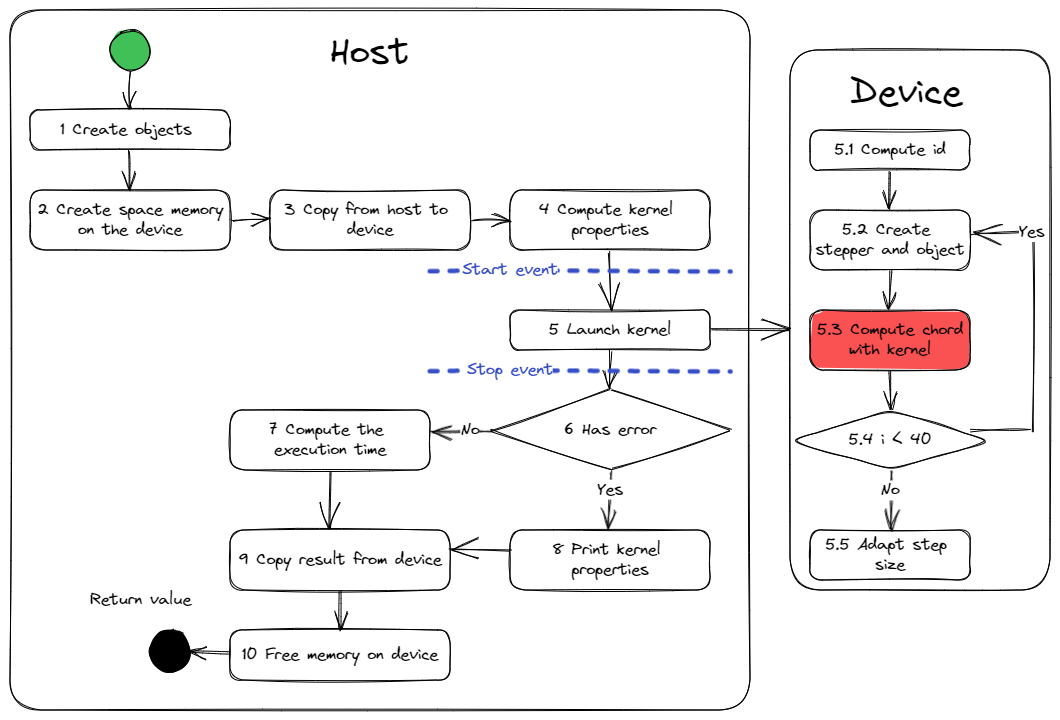 Host
1 Create objects
2 Create space memory
on the device
3 Copy from host to
device
4 Compute kernel
properties
Start event
5 Launch kernel
Stop event
6 Has error
No
7 Compute the
execution time
Yes
8 Print kernel
properties
9 Copy result from device
10 Free memory on device
Return value
Device
5.1 Compute id
5.2 Create
stepper and object
Yes
5.3 Compute chord
with kernel
5.4 i < 40
No
5.5 Adapt step
size